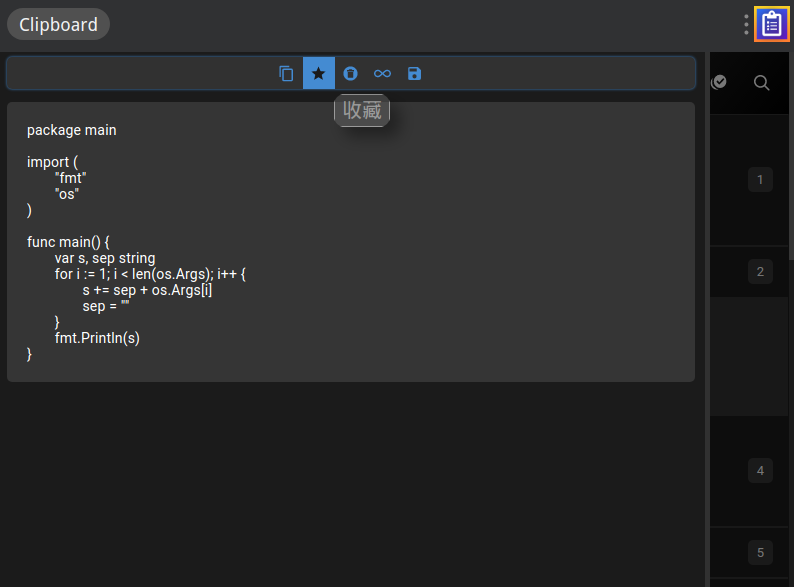 Clipboard
收藏
package main
import (
"fmt"
"os"
)
func main() {
var s, sep string
for i := 1; i < len(os.Args); i++ {
s += sep + os.Args[i]
sep = ""
}
fmt.Println(s)
}
1
2
4
5